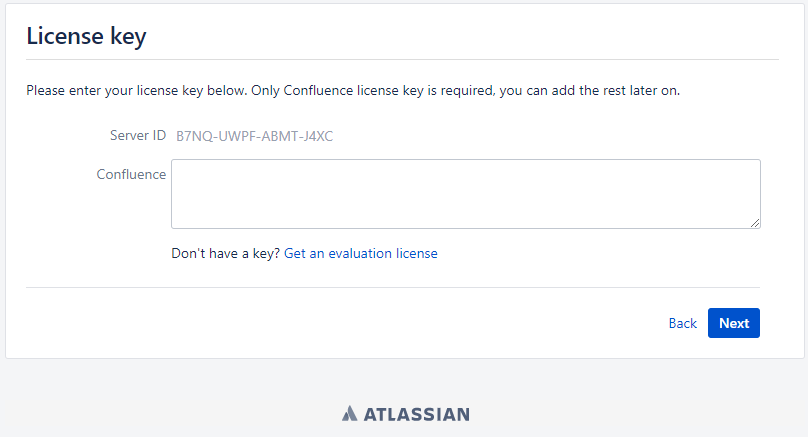 License key
Please enter your license key below. Only Confluence license key is required, you can add the rest later on.
Server ID B7NQ-UWPF-ABMT-J4XC
Confluence
Don't have a key? Get an evaluation license
Back Next
ATLASSIAN